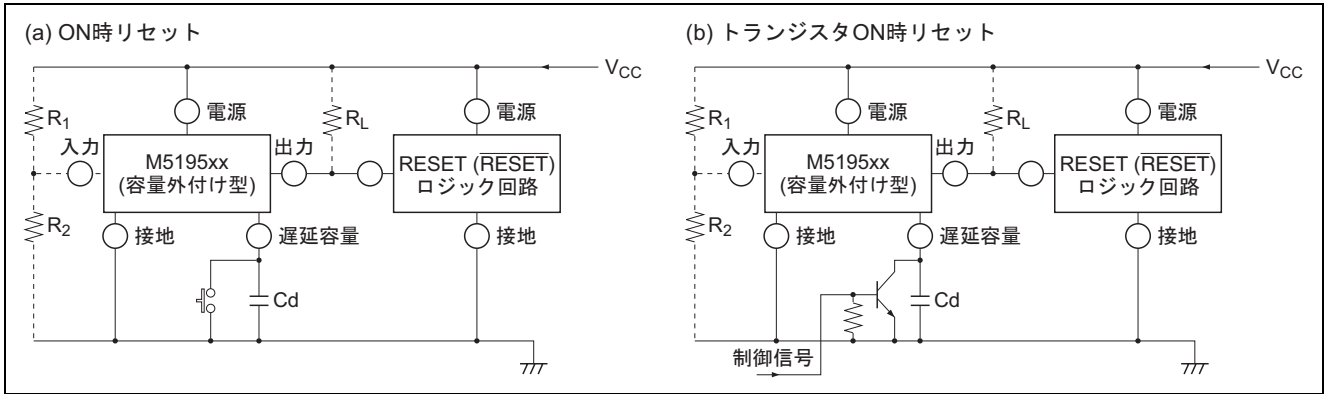 (a) ON時リセット
VCC
R1
電源
RL
電源
入力
M5195xx
(容量外付け型)
出力
RESET (RESET)
ロジック回路
R2
接地
遅延容量
接地
Cd
(b) トランジスタON時リセット
VCC
R1
電源
RL
電源
入力
M5195xx
(容量外付け型)
出力
RESET (RESET)
ロジック回路
R2
接地
遅延容量
接地
Cd
制御信号